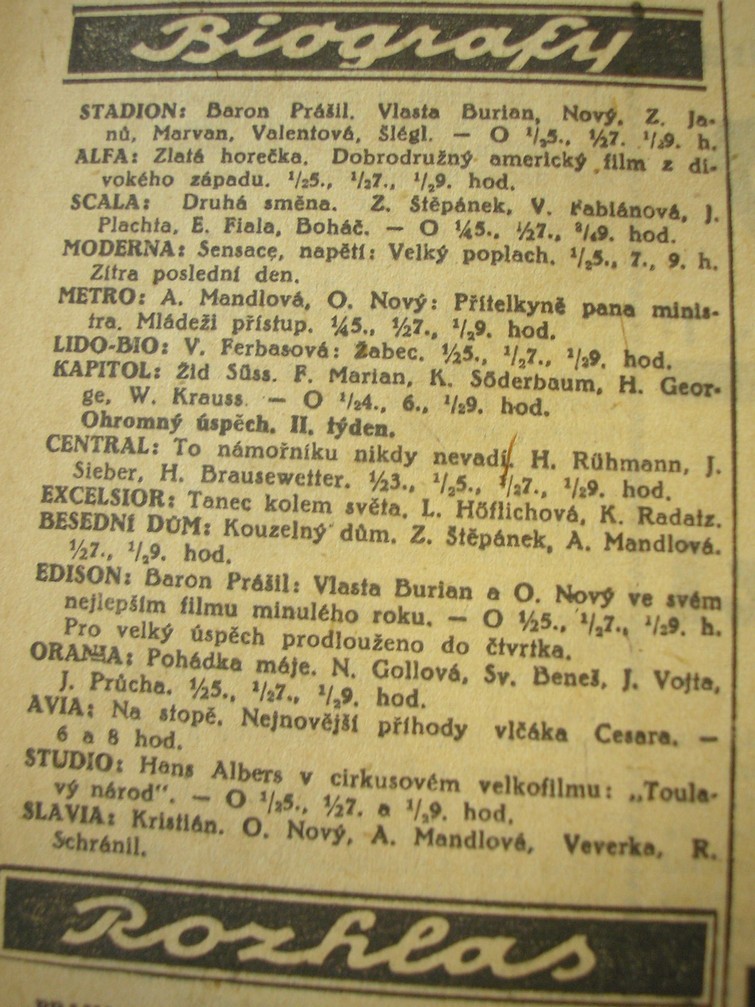 Biografy
STADION: Baron Prášil. Vlasta Burian, Nový, Z. Ja-
nů, Marvan, Valentová, Šlégl. — O ½5., ½7. ½9. h.
ALFA: Zlatá horečka. Dobrodružný americký film z di-
vokého západu. ½5., ½7., ½9. hod.
SCALA: Druhá směna. Z. Štěpánek, V. Fabiánová, J.
Plachta, E. Fiala, Boháč. — O ¼5., ½7., ¾9. hod.
MODERNA: Sensace, napětí: Velký poplach. ½5., 7., 9. h.
Zítra poslední den.
METRO: A. Mandlová, O. Nový: Přítelkyně pana minis-
tra. Mládeži přístup. ¼5., ½7., ½9. hod.
LIDO-BIO: V. Ferbasová: Žabec. ½5., ½7., ½9. hod.
KAPITOL: Žid Süss. F. Marian, K. Söderbaum, H. Geor-
ge, W. Krauss. — O ½4., 6., ½9. hod.
Ohromný úspěch. II. týden.
CENTRAL: To námořníku nikdy nevadí. H. Rühmann, J.
Sieber, H. Brausewetter. ½3., ½5., ½7., ½9. hod.
EXCELSIOR: Tanec kolem světa. L. Höflichová, K. Radatz.
BESEDNÍ DŮM: Kouzelný dům. Z. Štěpánek, A. Mandlová.
½7., ½9. hod.
EDISON: Baron Prášil: Vlasta Burian a O. Nový ve svém
nejlepším filmu minulého roku. — O ½5., ½7., ½9. h.
Pro velký úspěch prodlouženo do čtvrtka.
ORANIA: Pohádka máje. N. Gollová, Sv. Beneš, J. Vojta,
J. Průcha. ½5., ½7., ½9. hod.
AVIA: Na stopě. Nejnovější příhody vlčáka Cesara. —
6 a 8 hod.
STUDIO: Hans Albers v cirkusovém velkofilmu: „Toula-
vý národ". — O ½5., ½7. a ½9. hod.
SLAVIA: Kristián. O. Nový, A. Mandlová, Veverka, R.
Schránil.
Rozhlas